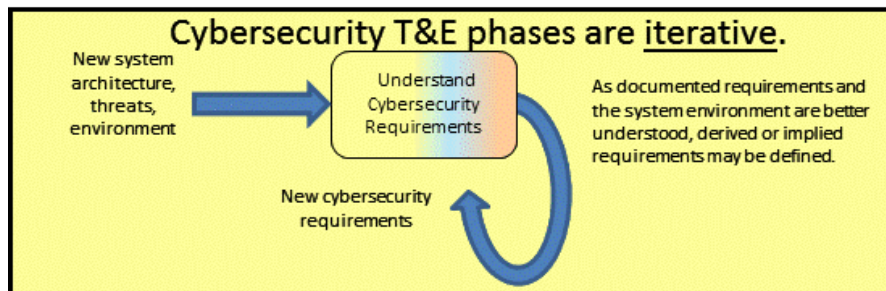 Cybersecurity T&E phases are iterative.
New system
architecture,
threats,
environment
Understand
Cybersecurity
Requirements
As documented requirements and
the system environment are better
understood, derived or implied
requirements may be defined.
New cybersecurity
requirements